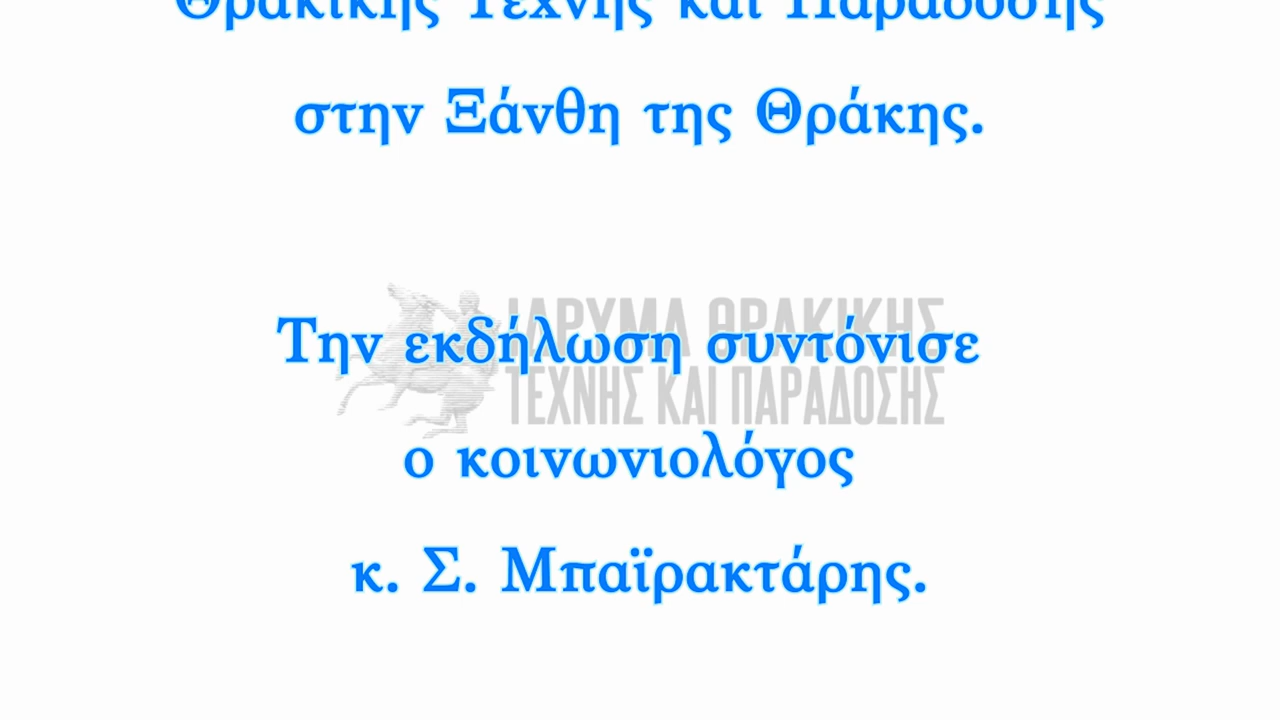 Θρακικής Τέχνης και Παράδοσης
στην Ξάνθη της Θράκης.
ΙΔΡΥΜΑ ΘΡΑΚΙΚΗΣ
ΤΕΧΝΗΣ ΚΑΙ ΠΑΡΑΔΟΣΗΣ
Την εκδήλωση συντόνισε
ο κοινωνιολόγος
κ. Σ. Μπαϊρακτάρης.